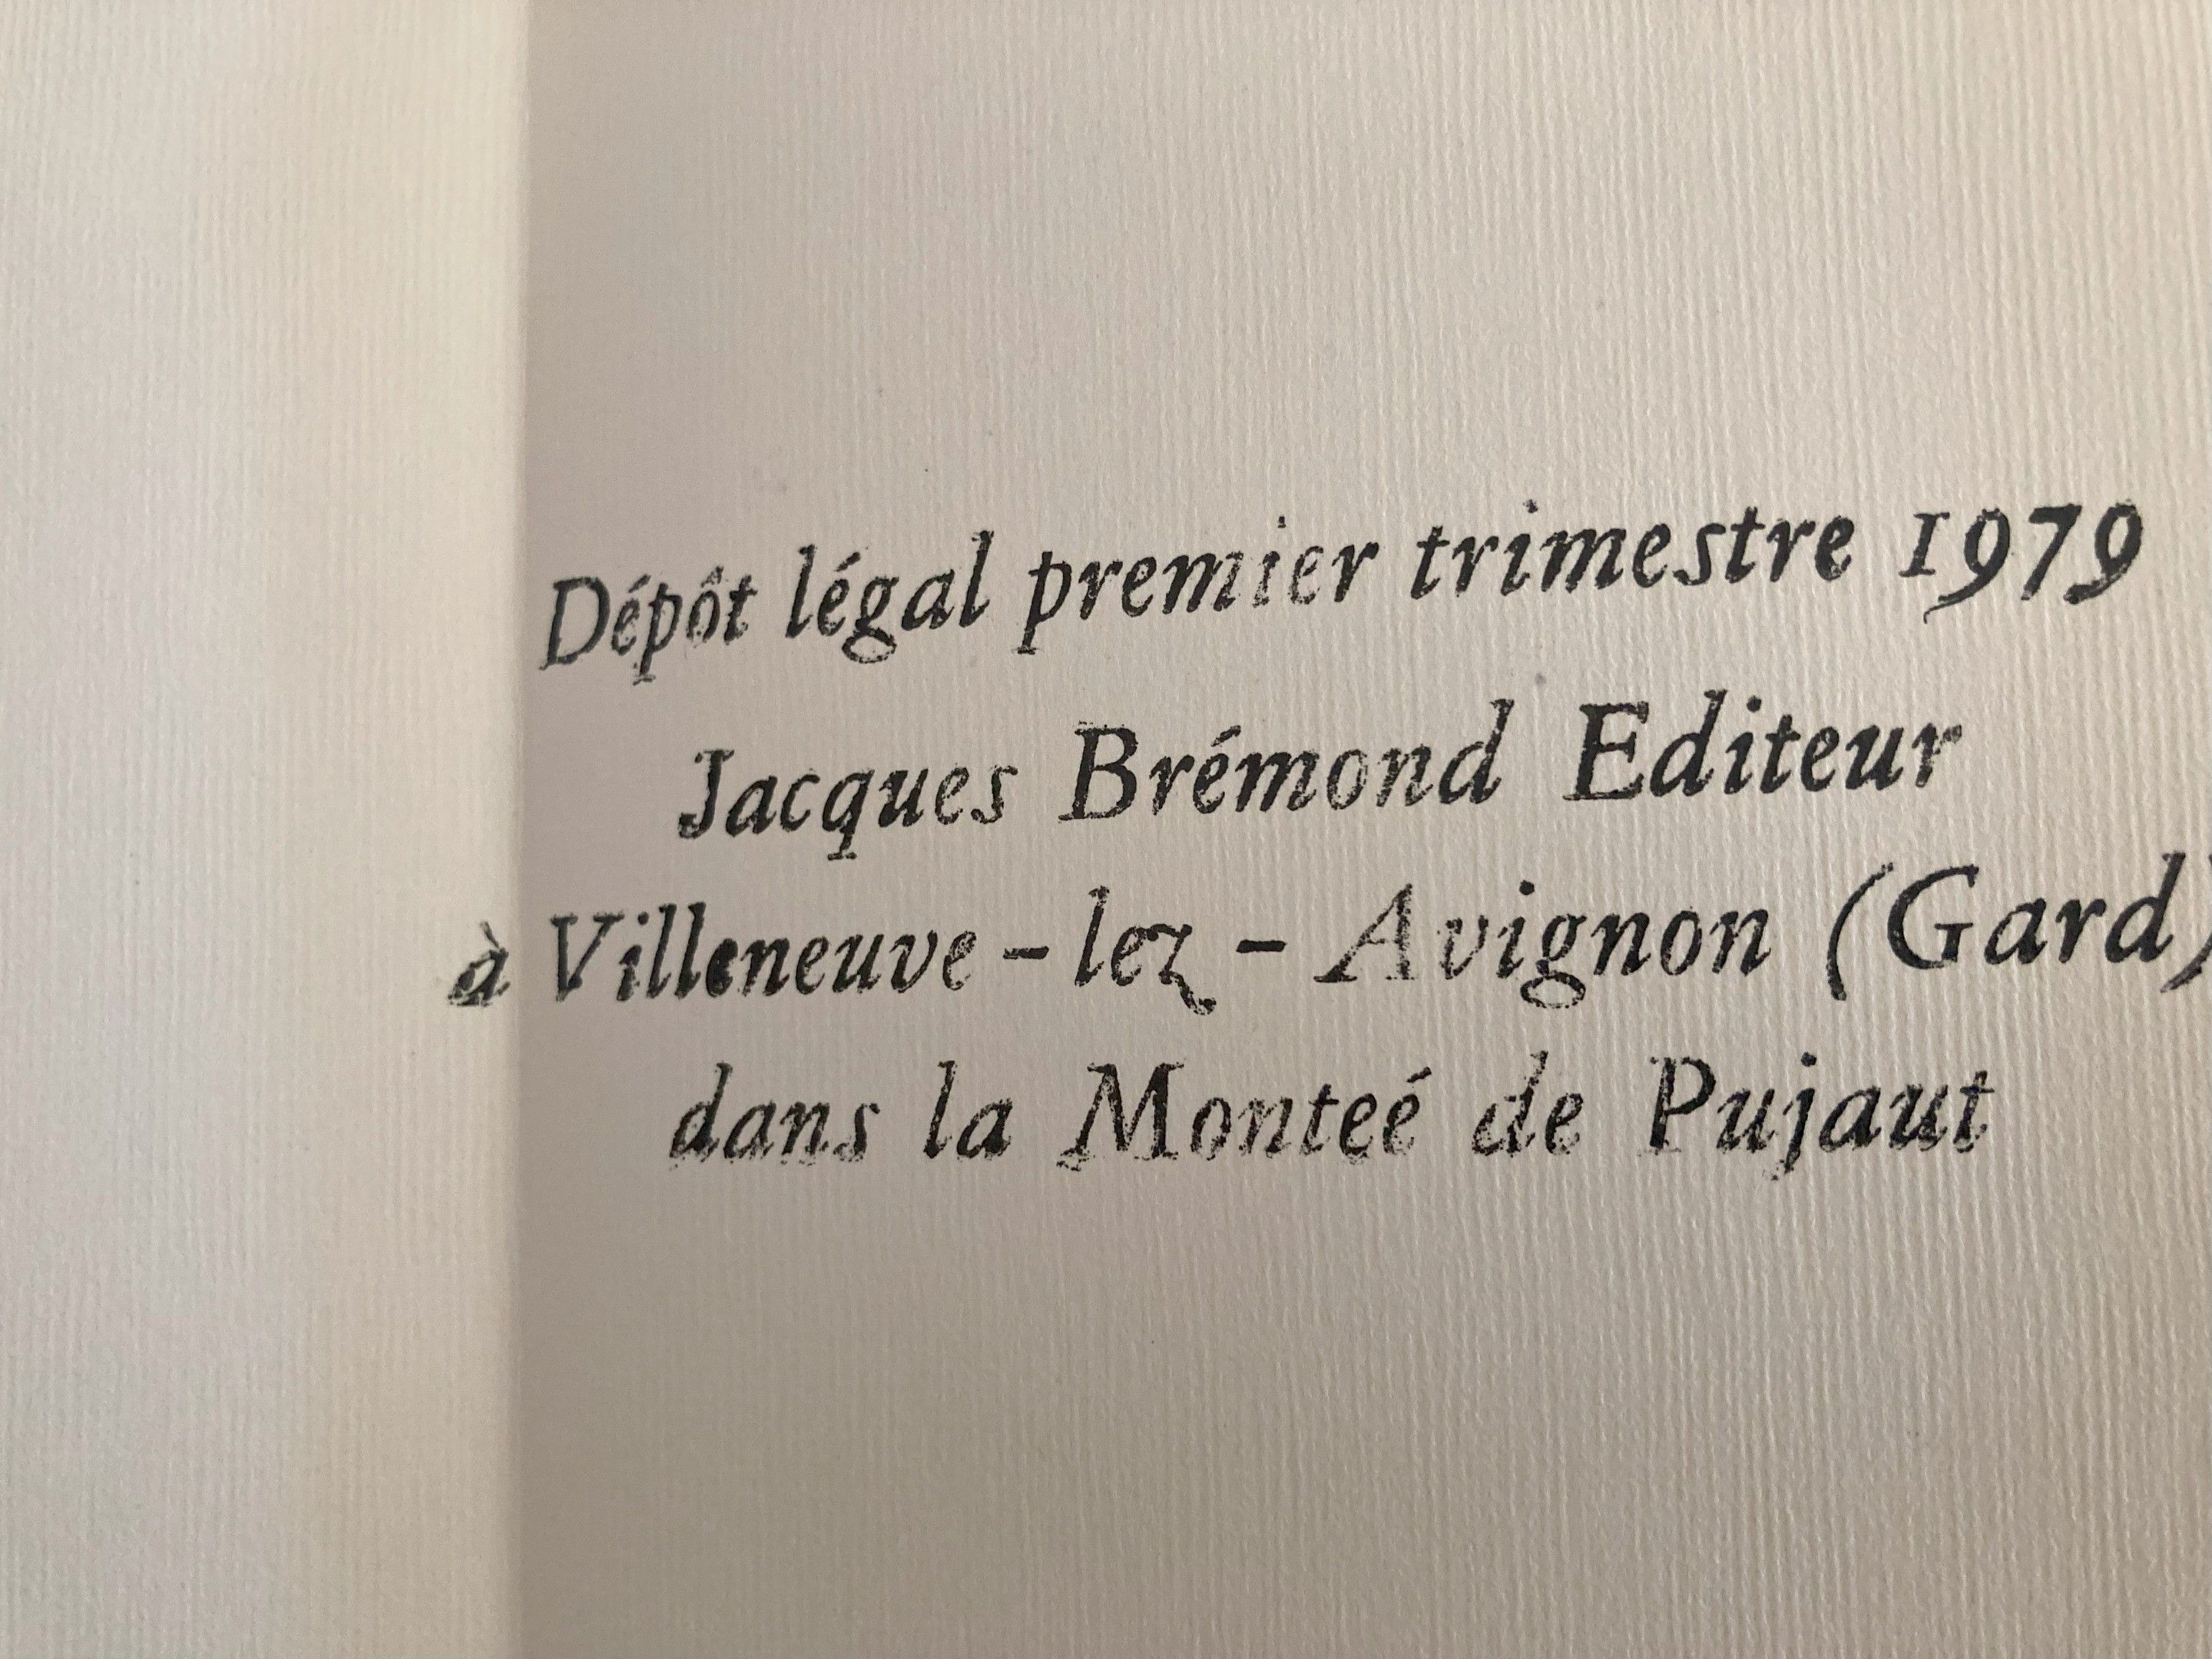 Dépôt légal premier trimestre 1979
Jacques Brémond Editeur
à Villeneuve - lez - Avignon (Gard)
dans la Monteé de Pujaut